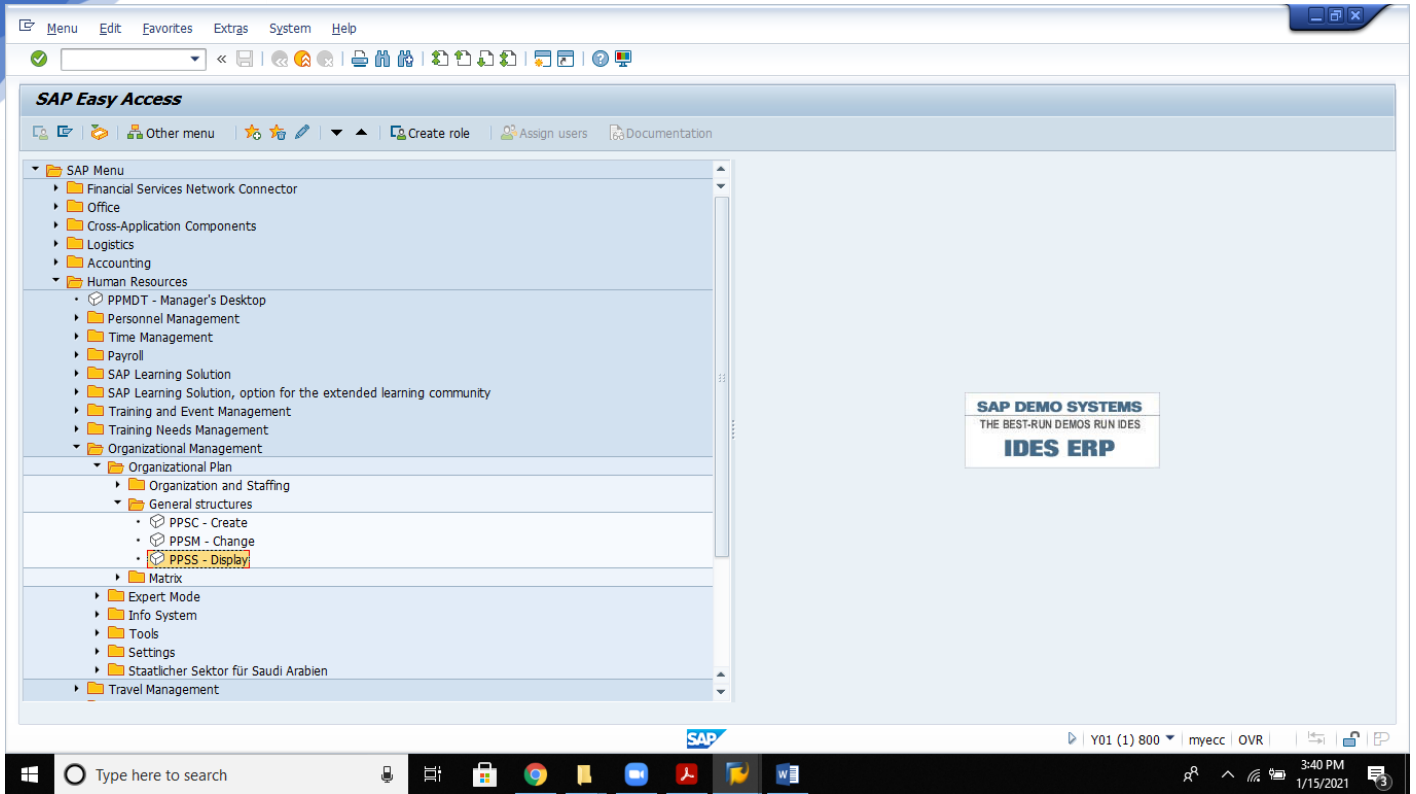 Menu Edit Favorites Extras System Help
SAP Easy Access
Other menu Create role Assign users Documentation
SAP Menu
Financial Services Network Connector
Office
Cross-Application Components
Logistics
Accounting
Human Resources
PPMDT - Manager's Desktop
Personnel Management
Time Management
Payroll
SAP Learning Solution
SAP Learning Solution, option for the extended learning community
Training and Event Management
Training Needs Management
Organizational Management
Organizational Plan
Organization and Staffing
General structures
PPSC - Create
PPSM - Change
PPSS - Display
Matrix
Expert Mode
Info System
Tools
Settings
Staatlicher Sektor für Saudi Arabien
Travel Management
SAP DEMO SYSTEMS
THE BEST-RUN DEMOS RUN IDES
IDES ERP
SAP
Y01 (1) 800 myecc OVR
Type here to search
W
3:40 PM
1/15/2021
3